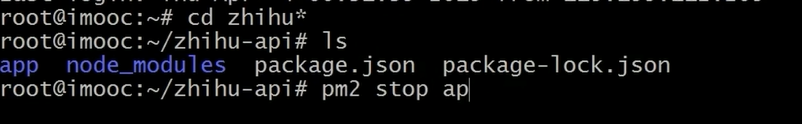 root@imooc:~# cd zhihu*
root@imooc:~/zhihu-api# ls
app node_modules package.json package-lock.json
root@imooc:~/zhihu-api# pm2 stop ap